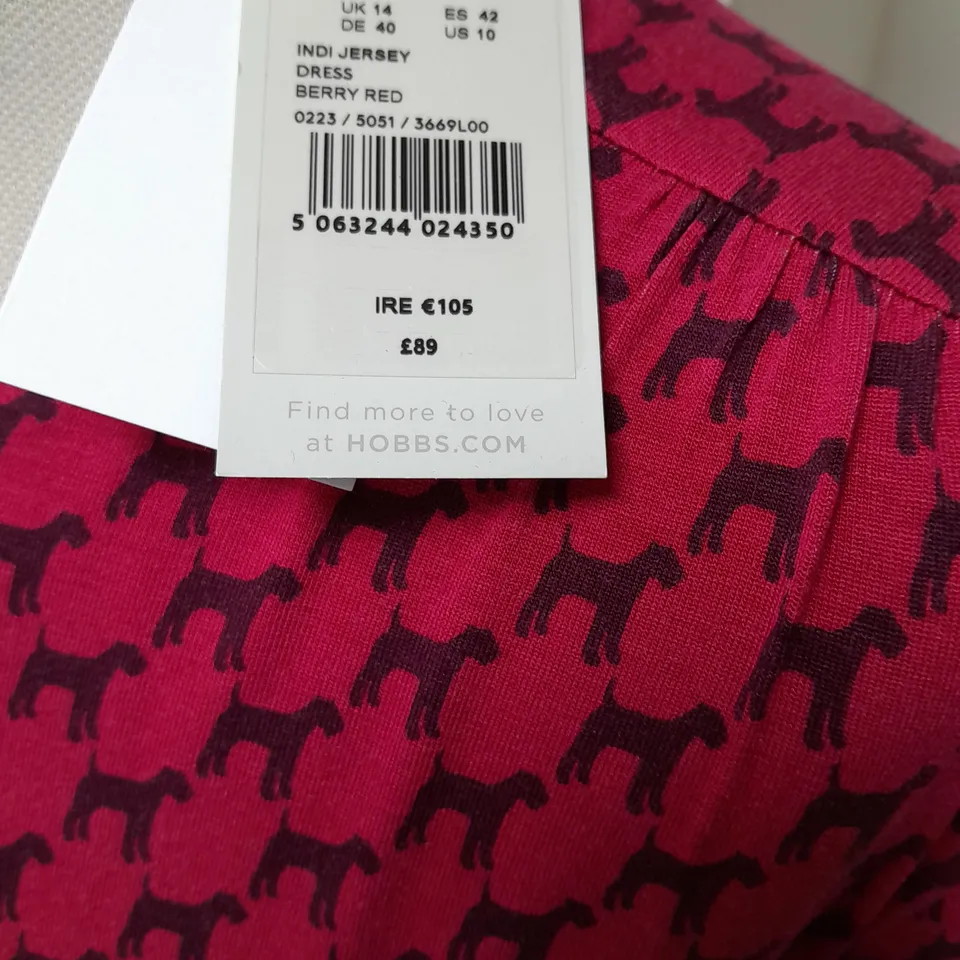 UK 14 ES 42
DE 40 US 10
INDI JERSEY
DRESS
BERRY RED
0223 / 5051 / 3669L00
5 063244 024350
IRE €105
£89
Find more to love
at HOBBS.COM